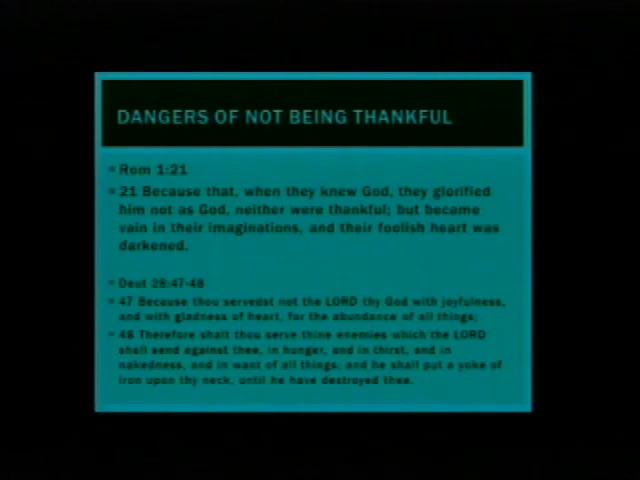 DANGERS OF NOT BEING THANKFUL
Rom 1:21
21 Because that, when they knew God, they glorified
him not as God, neither were thankful; but became
vain in their imaginations, and their foolish heart was
darkened.
Deut 28:47-48
47 Because thou servedst not the LORD thy God with joyfulness,
and with gladness of heart, for the abundance of all things;
48 Therefore shalt thou serve thine enemies which the LORD
shall send against thee, in hunger, and in thirst, and in
nakedness, and in want of all things: and he shall put a yoke of
iron upon thy neck, until he have destroyed thee.